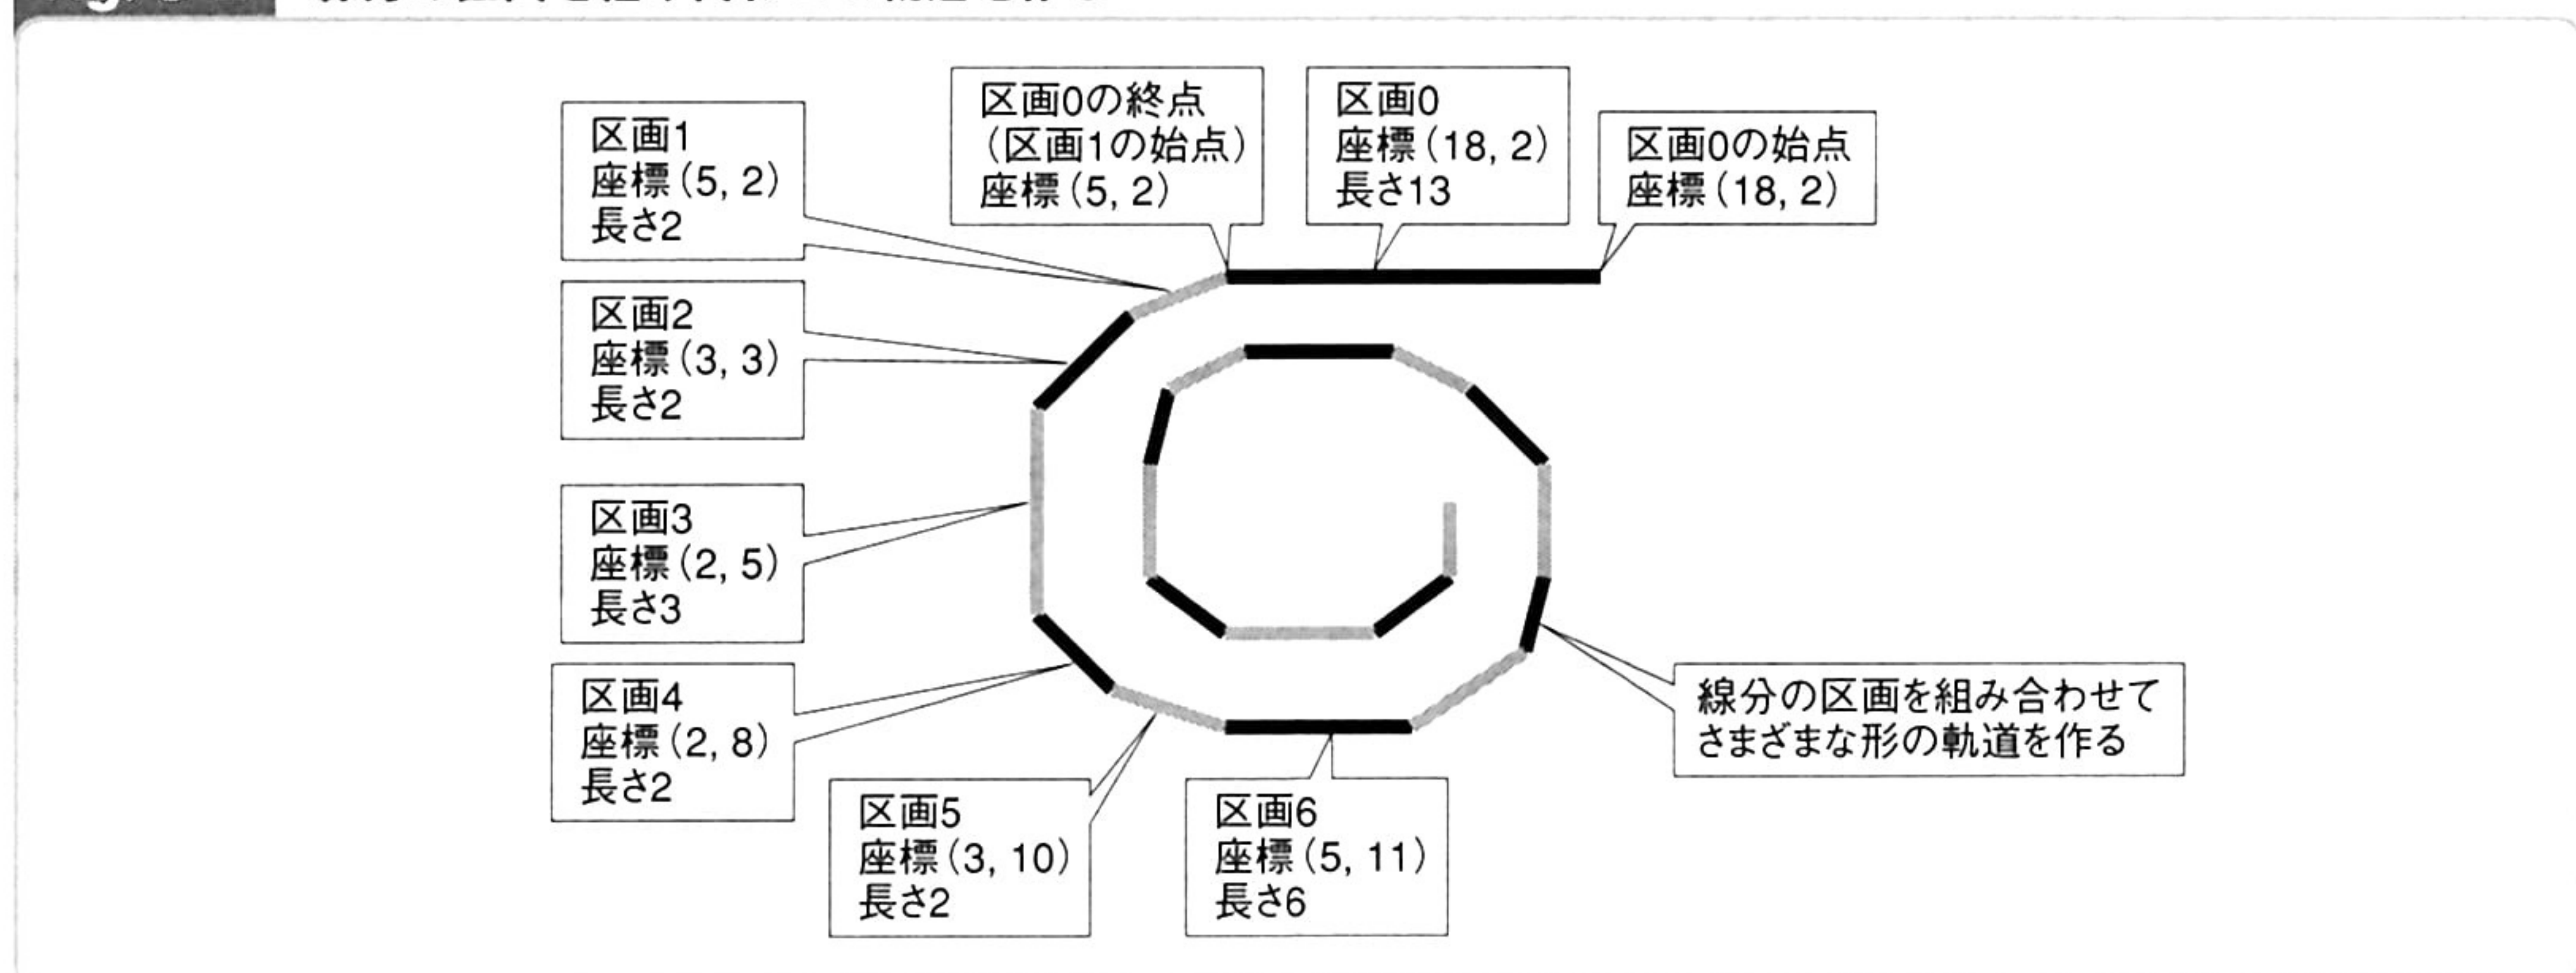 区画0の終点
(区画1の始点)
座標(5, 2)
区画0
座標(18, 2)
長さ13
区画0の始点
座標(18, 2)
区画1
座標(5, 2)
長さ2
区画2
座標(3, 3)
長さ2
区画3
座標(2, 5)
長さ3
区画4
座標(2, 8)
長さ2
区画5
座標(3, 10)
長さ2
区画6
座標(5, 11)
長さ6
線分の区画を組み合わせて
さまざまな形の軌道を作る